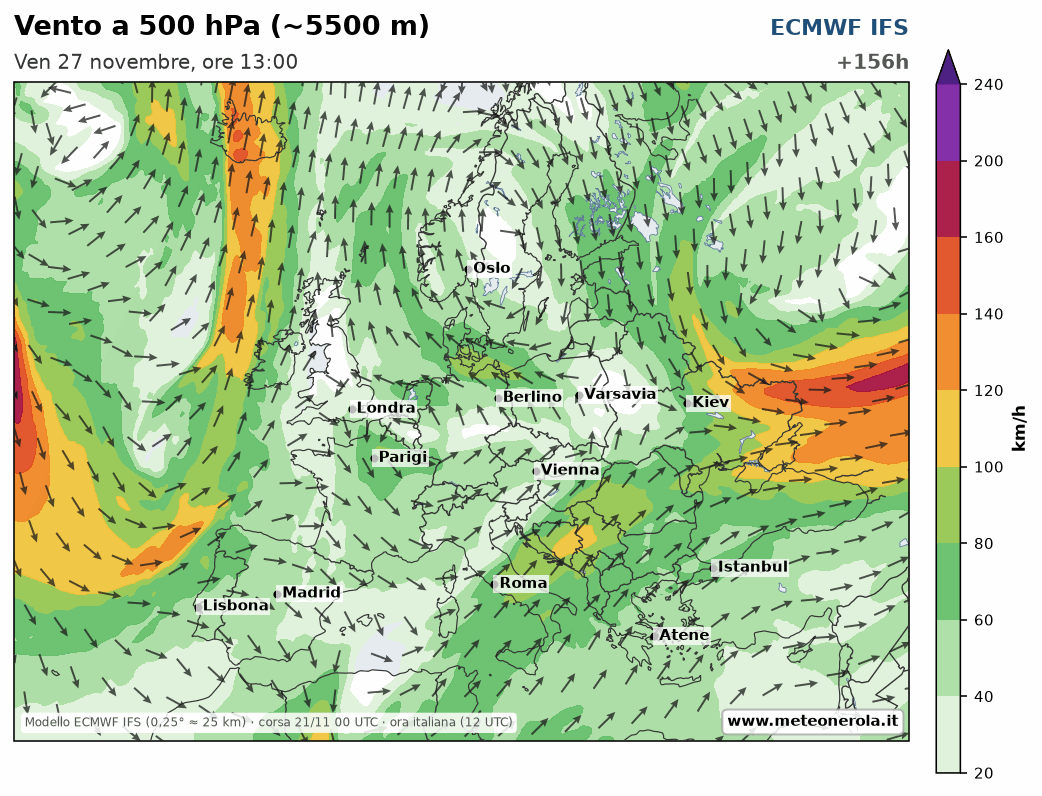 Vento a 500 hPa (~5500 m)
ECMWF IFS
Ven 27 novembre, ore 13:00
+156h
240
200
160
140
120
100
80
60
40
20
km/h
Oslo
Londra
Berlino
Varsavia
Kiev
Parigi
Vienna
Roma
Istanbul
Madrid
Lisbona
Atene
Modello ECMWF IFS (0,25° ≈ 25 km) · corsa 21/11 00 UTC · ora italiana (12 UTC)
www.meteonerola.it